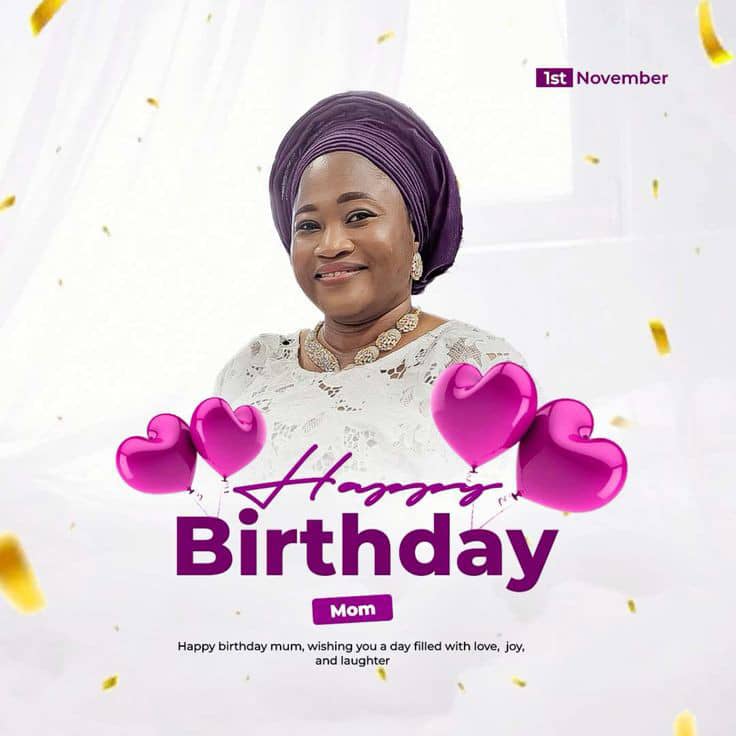 1st November
Happy
Birthday
Mom
Happy birthday mum, wishing you a day filled with love, joy,
and laughter